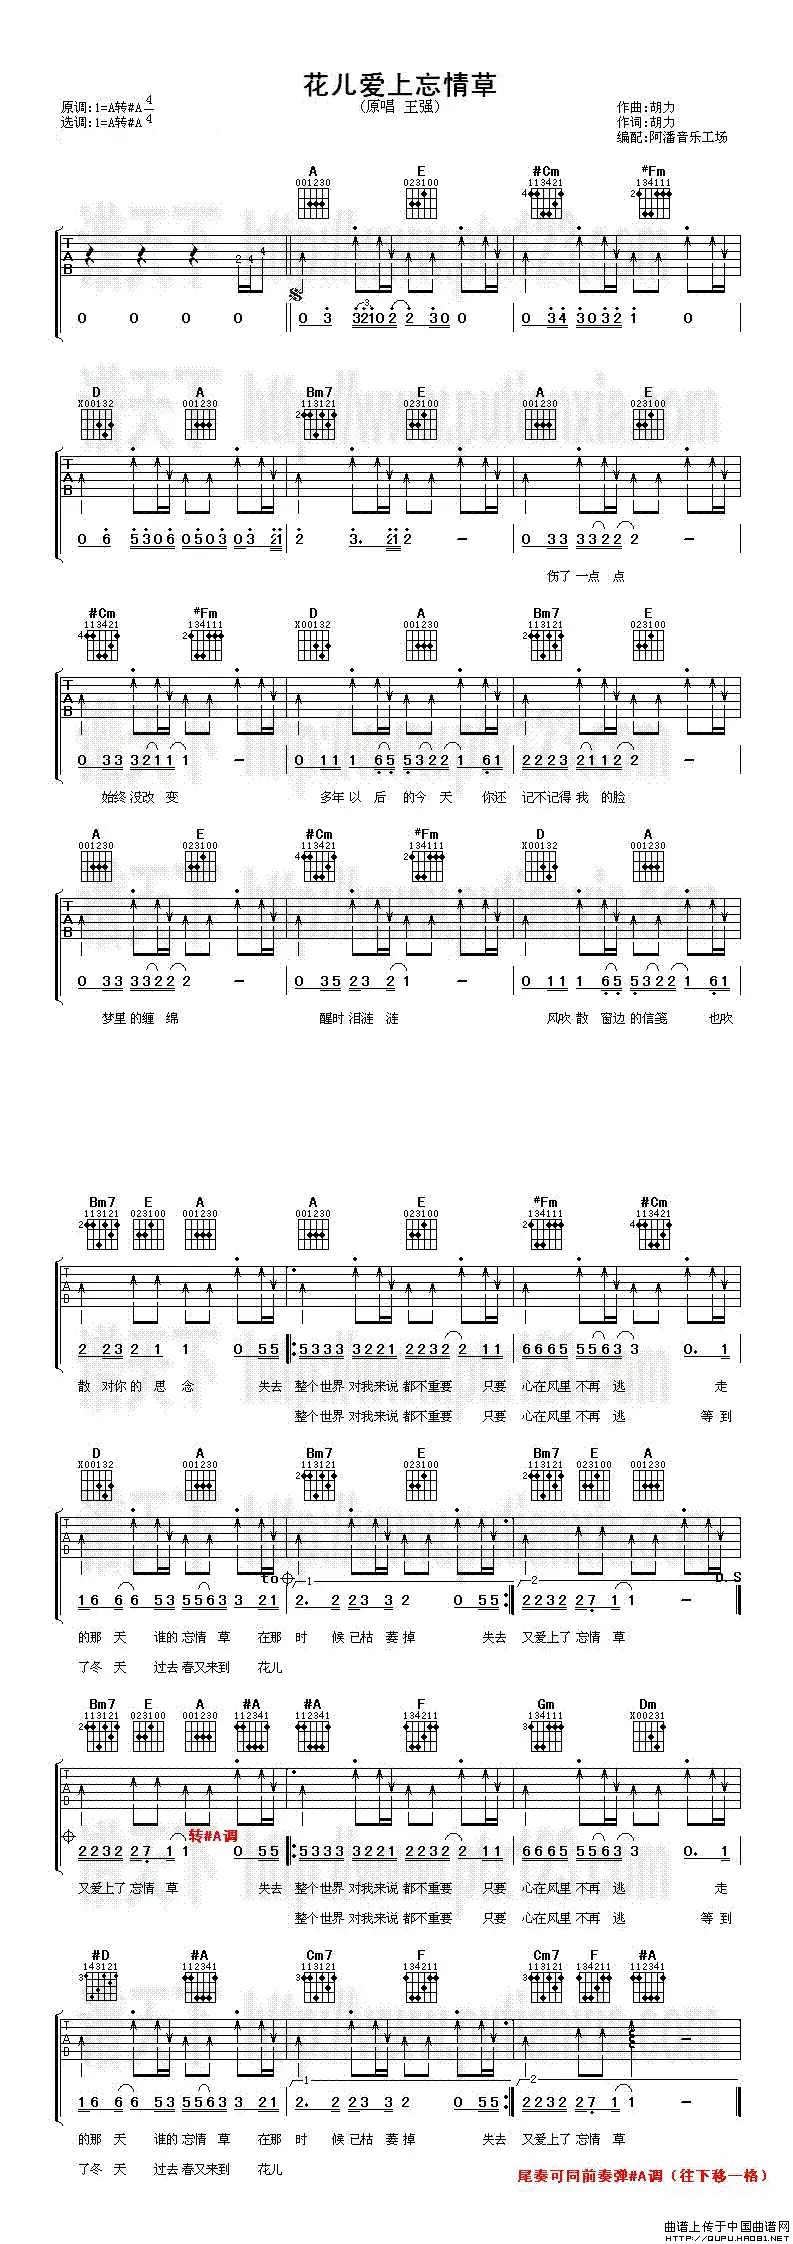 花儿爱上忘情草
(原唱 王强)
原调:1=A转#A 4/4
选调:1=A转#A
作曲:胡力
作词:胡力
编配:阿潘音乐工场
A E #Cm #Fm
001230 023100 4 113421 2 134111
T A B 2 4 4
0 0 0 0 0 3 3210 2 2 30 0 0 34 3032 1 0
D A Bm7 E A E
X00132 001230 2 113121 023100 001230 023100
T A B
0 6 5306 0503 03 21 2 3. 21 2 - 0 33 3322 2 -
伤了 一点 点
#Cm #Fm D A Bm7 E
4 113421 2 134111 X00132 001230 2 113121 023100
T A B
0 33 3211 1 - 0 11 1 65 5322 1 61 2223 2112 2 -
始终 没改 变 多年 以 后 的今 天 你还 记不记得 我 的脸
A E #Cm #Fm D A
001230 023100 4 113421 2 134111 X00132 001230
T A B
0 33 3322 2 - 0 35 23 2 2 - 0 11 1 65 5322 1 61
梦里 的缠 绵 醒时 泪涟 涟 风吹 散 窗边 的信笺 也吹
Bm7 E A A E #Fm #Cm
2 113121 023100 001230 001230 023100 2 134111 4 113421
T A B
2 23 2 1 1 0 55 5333 3221 2232 2 11 6665 5563 3 0. 1
散 对你 的 思 念 失去 整个世界 对我来说 都不重要 只要 心在风里 不再 逃 走
整个世界 对我来说 都不重要 只要 心在风里 不再 逃 等到
D A Bm7 E Bm7 E A
X00132 001230 2 113121 023100 2 113121 023100 001230
T A B
to 1 2 D.S
16 6 6 53 5563 3 21 2. 2 23 3 2 0 55 2232 27 1 1 -
的那 天 谁的 忘情 草 在那 时 候 已枯 萎 掉 失去 又爱上了 忘情 草
了冬 天 过去 春又来到 花儿
Bm7 E A #A #A F Gm Dm
2 113121 023100 001230 112341 112341 134211 3 134111 X00231
T A B
转#A调
2232 27 1 1 0 55 5333 3221 2232 2 11 6665 5563 3 0. 1
又爱上了 忘情 草 失去 整个世界 对我来说 都不重要 只要 心在风里 不再 逃 走
整个世界 对我来说 都不重要 只要 心在风里 不再 逃 等到
#D #A Cm7 F Cm7 F #A
3 143121 112341 3 113121 134211 3 113121 134211 112341
T A B
1 2
16 6 6 53 5563 3 21 2. 2 23 3 2 0 55 2232 27 1 1 -
的那 天 谁的 忘情 草 在那 时 候 已枯 萎 掉 失去 又爱上了 忘情 草
了冬 天 过去 春又来到 花儿
尾奏可同前奏弹#A调（往下移一格）
曲谱上传于中国曲谱网
HTTP://QUPU.HAO81.NET